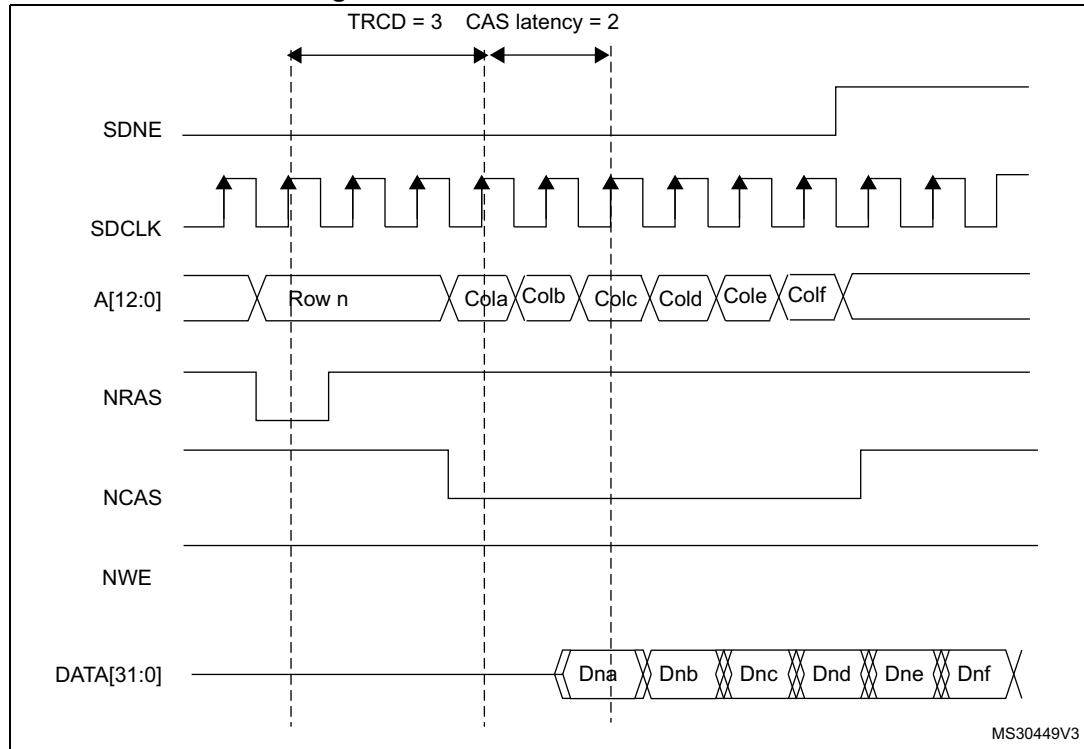 TRCD = 3 CAS latency = 2
SDNE
SDCLK
A[12:0] Row n Cola Colb Colc Cold Cole Colf
NRAS
NCAS
NWE
DATA[31:0] Dna Dnb Dnc Dnd Dne Dnf
MS30449V3